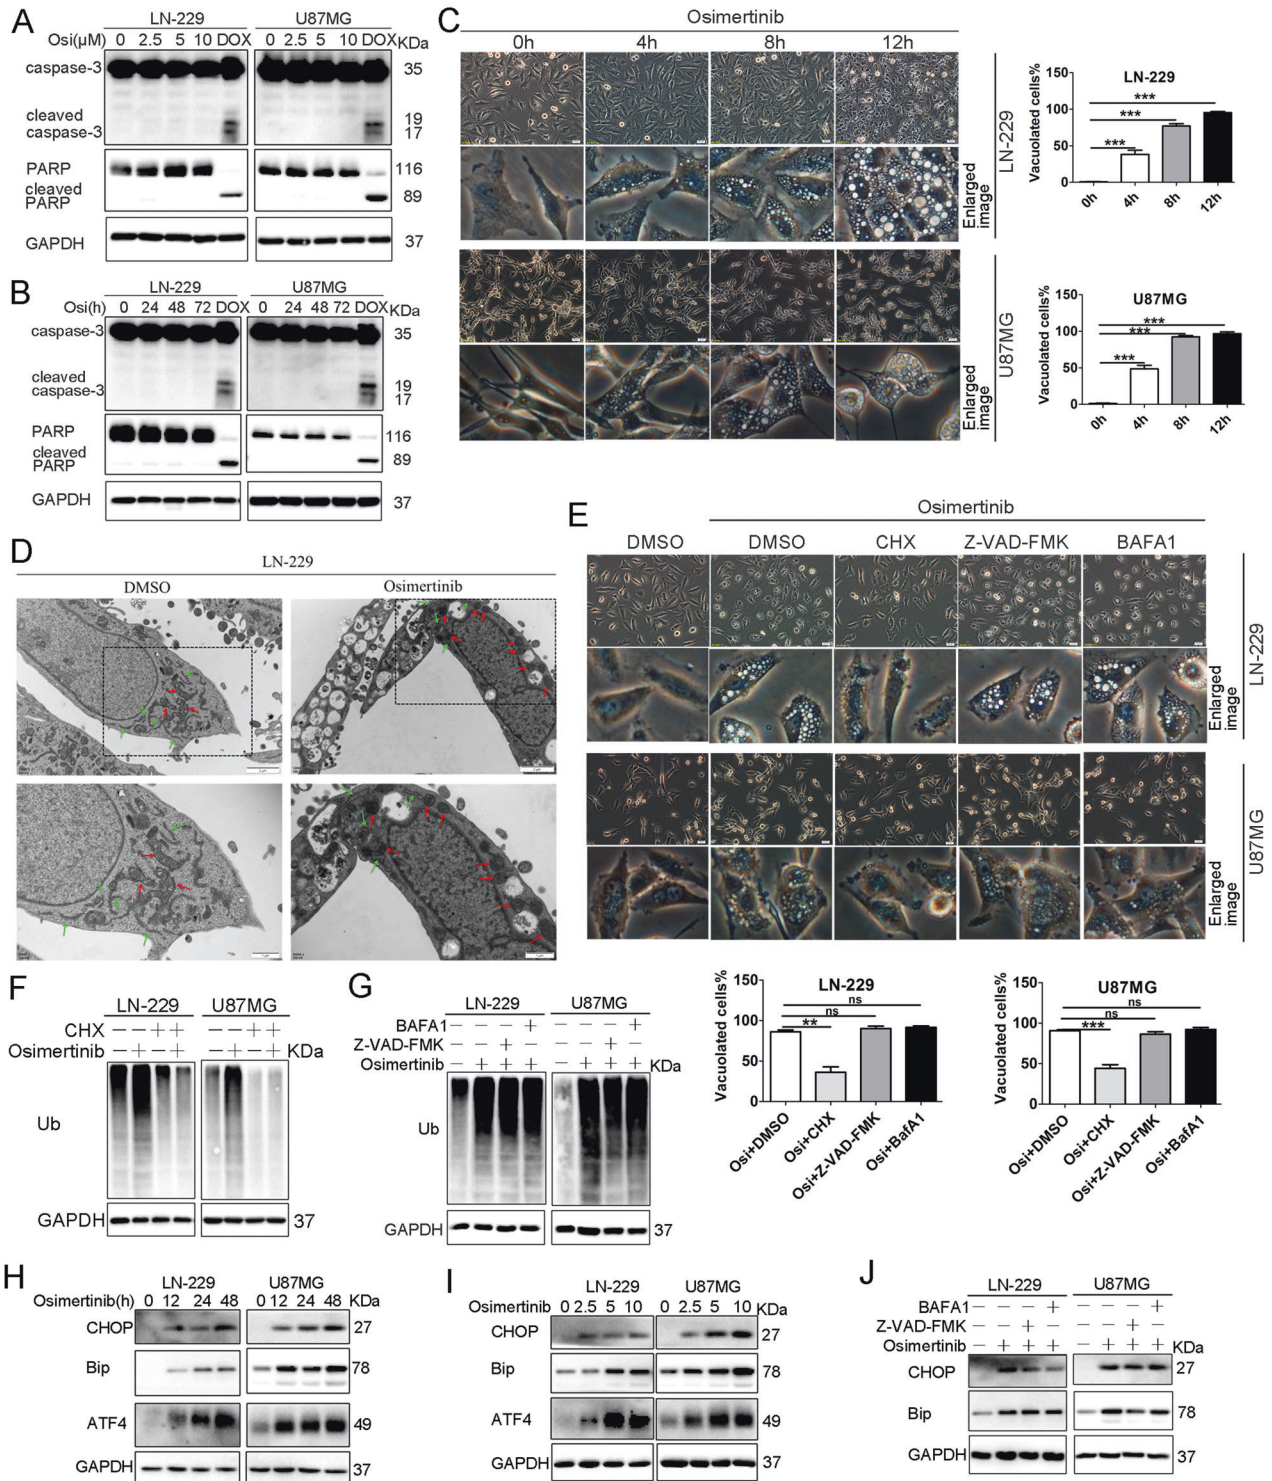 A
LN-229 U87MG
Osi(μM) 0 2.5 5 10 DOX 0 2.5 5 10 DOX KDa
caspase-3 35
cleaved
caspase-3
19
17
PARP 116
cleaved
PARP 89
GAPDH 37
B
LN-229 U87MG
Osi(h) 0 24 48 72 DOX 0 24 48 72 DOX KDa
caspase-3 35
cleaved
caspase-3
19
17
PARP 116
cleaved
PARP 89
GAPDH 37
C
Osimertinib
0h 4h 8h 12h
LN-229
Enlarged
image
U87MG
Enlarged
image
LN-229
Vacuolated cells%
150
100
50
0
***
***
***
0h 4h 8h 12h
U87MG
Vacuolated cells%
150
100
50
0
***
***
***
0h 4h 8h 12h
D
LN-229
DMSO Osimertinib
E
Osimertinib
DMSO DMSO CHX Z-VAD-FMK BAFA1
LN-229
Enlarged
image
U87MG
Enlarged
image
LN-229
Vacuolated cells%
150
100
50
0
ns
ns
**
Osi+DMSO Osi+CHX Osi+Z-VAD-FMK Osi+BafA1
U87MG
Vacuolated cells%
150
100
50
0
ns
ns
***
Osi+DMSO Osi+CHX Osi+Z-VAD-FMK Osi+BafA1
F
LN-229 U87MG
CHX − − + + − − + +
Osimertinib − + − + − + − + KDa
Ub
GAPDH 37
G
LN-229 U87MG
BAFA1 − − − + − − − +
Z-VAD-FMK − − + − − − + −
Osimertinib − + + + − + + + KDa
Ub
GAPDH 37
H
LN-229 U87MG
Osimertinib(h) 0 12 24 48 0 12 24 48 KDa
CHOP 27
Bip 78
ATF4 49
GAPDH 37
I
LN-229 U87MG
Osimertinib 0 2.5 5 10 0 2.5 5 10 KDa
CHOP 27
Bip 78
ATF4 49
GAPDH 37
J
LN-229 U87MG
BAFA1 − − − + − − − +
Z-VAD-FMK − − + − − − + −
Osimertinib − + + + − + + + KDa
CHOP 27
Bip 78
GAPDH 37